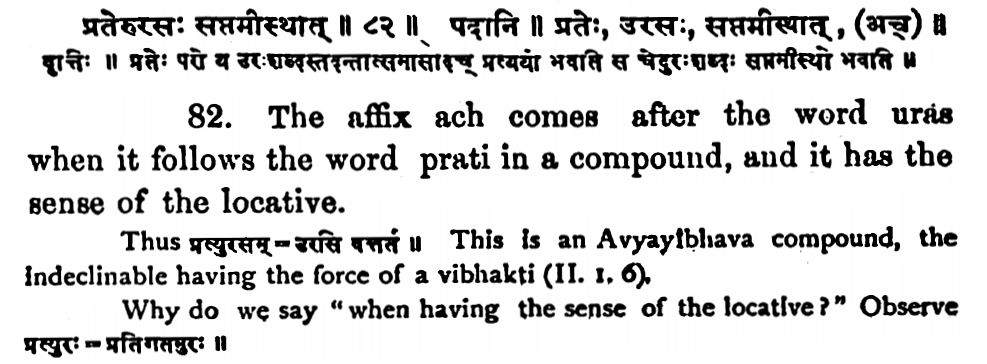 प्रतेरुरसः सप्तमीस्थात् ॥ ८२ ॥ पदानि ॥ प्रतेः, उरसः, सप्तमीस्थात्, (अच्) ॥
वृत्तिः ॥ प्रतेः परो य उरःशब्दस्तदन्तात्समासादच् प्रत्ययो भवति स चेदुरःशब्दः सप्तमीस्थो भवति ॥
82. The affix ach comes after the word uras
when it follows the word prati in a compound, and it has the
sense of the locative.
Thus प्रत्युरसम् = उरसि वर्त्तते ॥ This is an Avyayîbhava compound, the
indeclinable having the force of a vibhakti (II. 1. 6),
Why do we say "when having the sense of the locative?" Observe
प्रत्युरः = प्रतिगतमुरः ॥